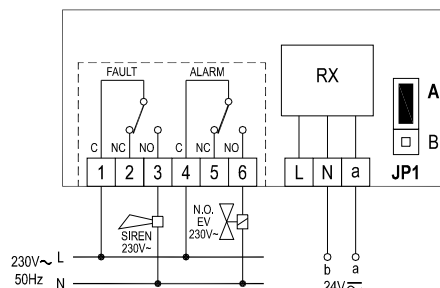 FAULT
ALARM
RX
A
B
C
NC
NO
C
NC
NO
1
2
3
4
5
6
L
N
a
JP1
SIREN
230V~
N.O.
EV
230V~
230V~
50Hz
L
N
b
a
24V